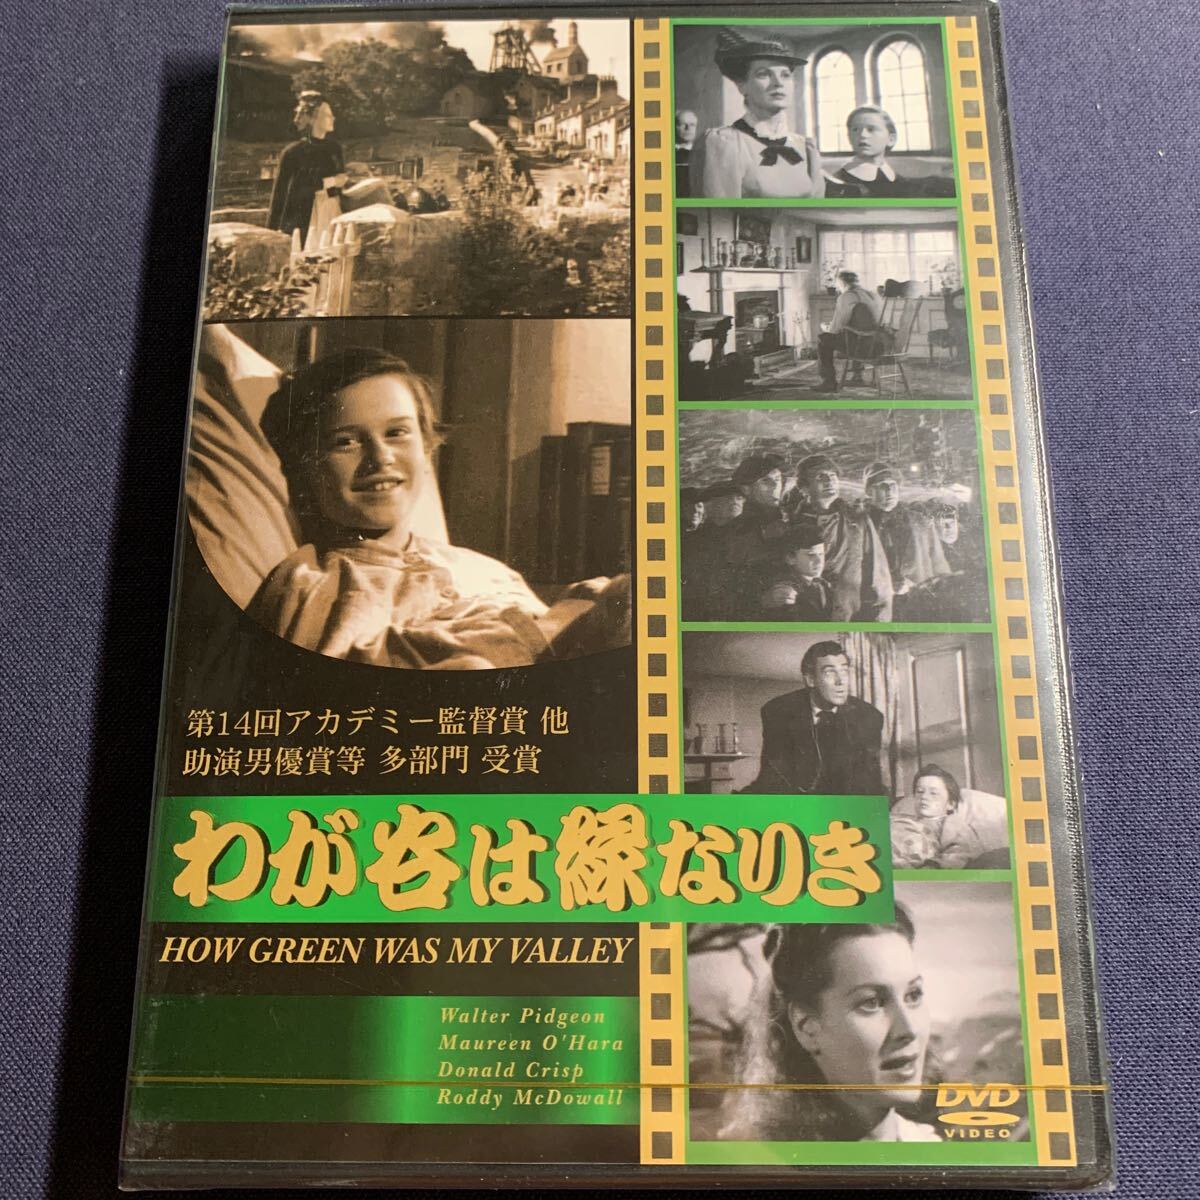 第14回アカデミー監督賞 他
助演男優賞等 多部門 受賞
わが谷は緑なりき
HOW GREEN WAS MY VALLEY
Walter Pidgeon
Maureen O'Hara
Donald Crisp
Roddy McDowall
DVD
VIDEO